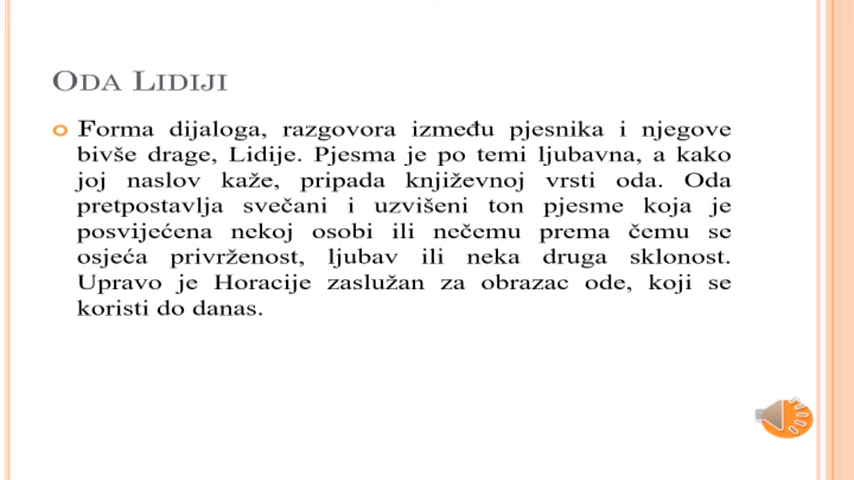 ODA LIDIJI
Forma dijaloga, razgovora između pjesnika i njegove
bivše drage, Lidije. Pjesma je po temi ljubavna, a kako
joj naslov kaže, pripada književnoj vrsti oda. Oda
pretpostavlja svečani i uzvišeni ton pjesme koja je
posvijećena nekoj osobi ili nečemu prema čemu se
osjeća privrženost, ljubav ili neka druga sklonost.
Upravo je Horacije zaslužan za obrazac ode, koji se
koristi do danas.